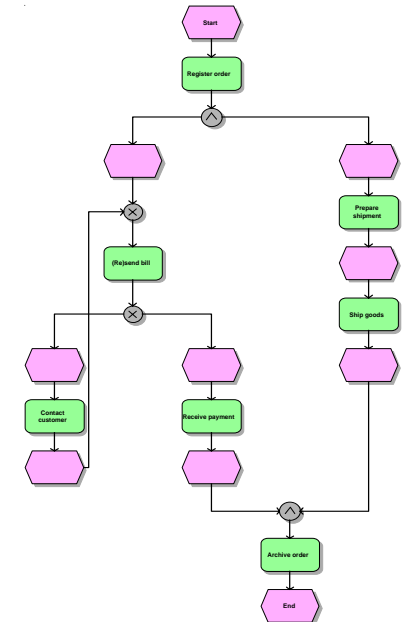 Start
Register order
Prepare
shipment
(Re)send bill
Ship goods
Contact
customer
Receive payment
Archive order
End